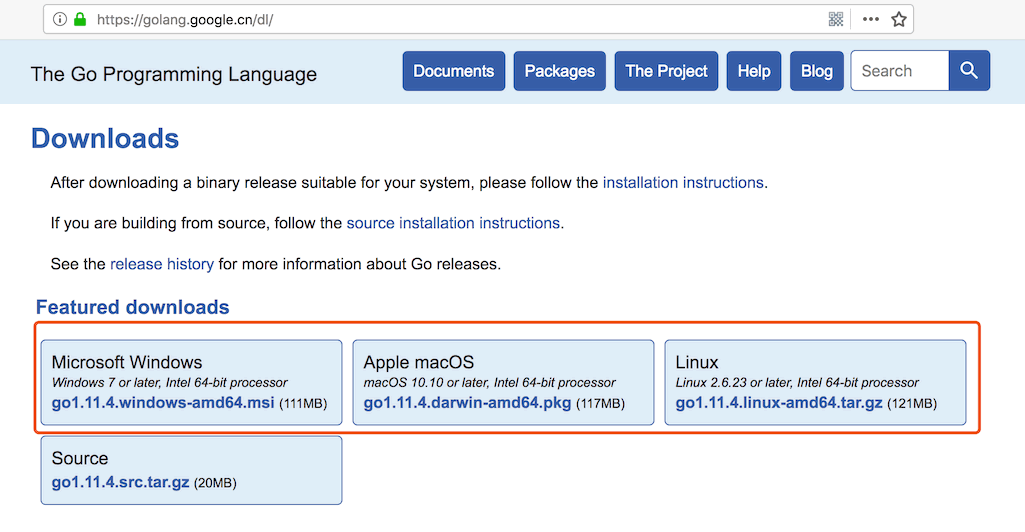 https://golang.google.cn/dl/
The Go Programming Language
Documents
Packages
The Project
Help
Blog
Search
Downloads
After downloading a binary release suitable for your system, please follow the installation instructions.
If you are building from source, follow the source installation instructions.
See the release history for more information about Go releases.
Featured downloads
Microsoft Windows
Windows 7 or later, Intel 64-bit processor
go1.11.4.windows-amd64.msi (111MB)
Apple macOS
macOS 10.10 or later, Intel 64-bit processor
go1.11.4.darwin-amd64.pkg (117MB)
Linux
Linux 2.6.23 or later, Intel 64-bit processor
go1.11.4.linux-amd64.tar.gz (121MB)
Source
go1.11.4.src.tar.gz (20MB)